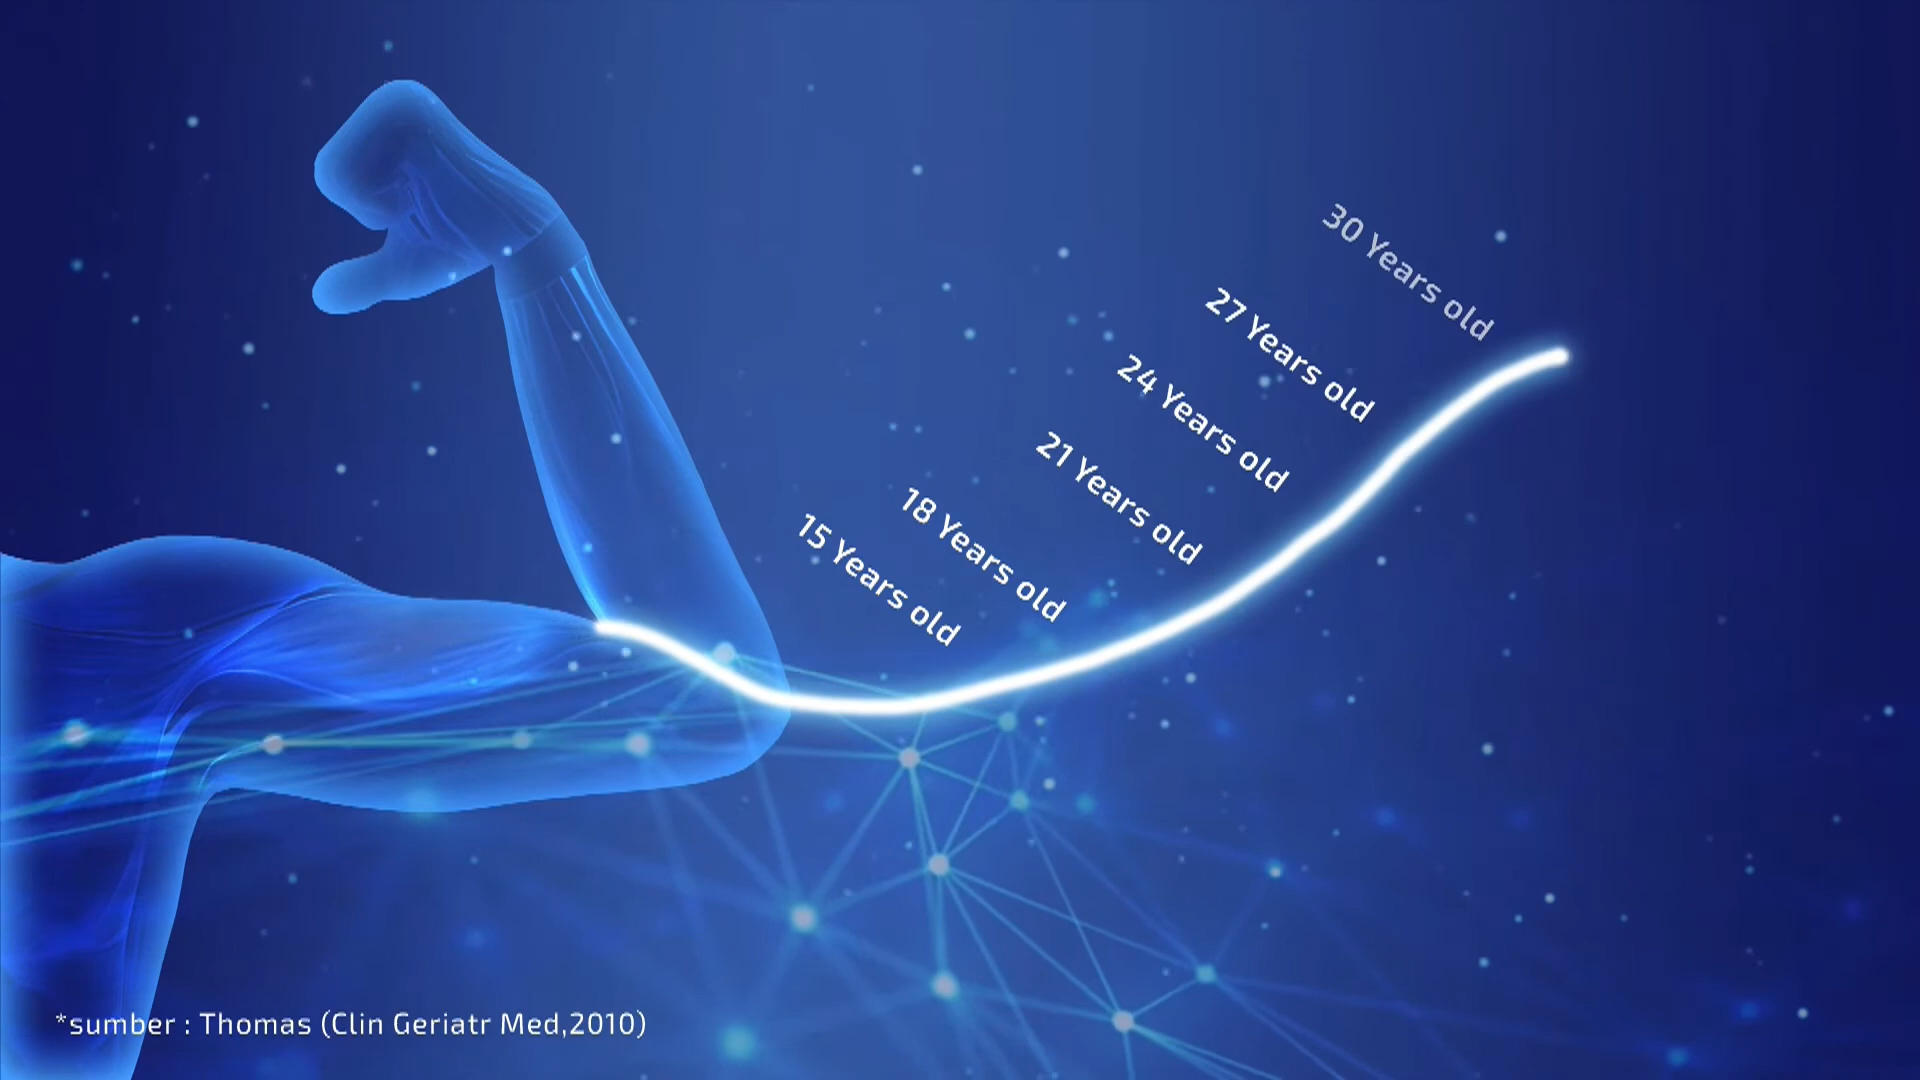 15 Years old
18 Years old
21 Years old
24 Years old
27 Years old
30 Years old
*sumber : Thomas (Clin Geriatr Med,2010)